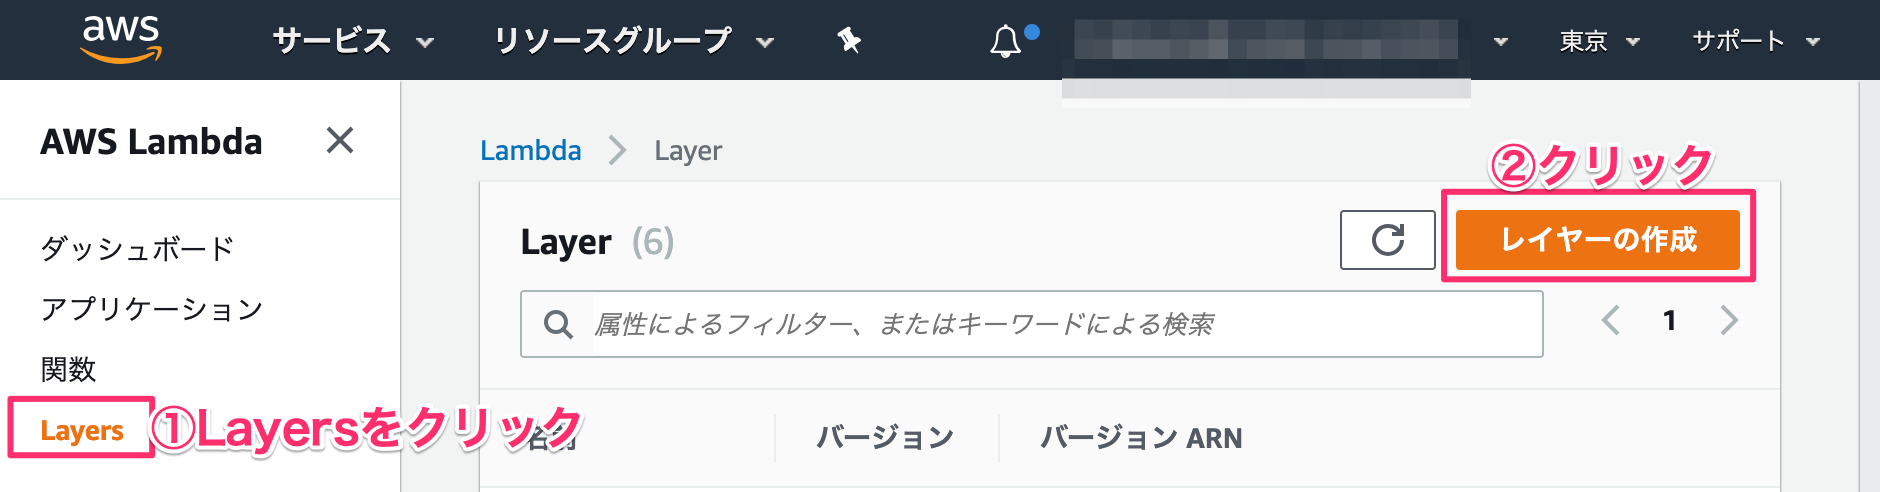 aws サービス リソースグループ 東京 サポート
AWS Lambda
ダッシュボード
アプリケーション
関数
Layers
①Layersをクリック
Lambda Layer
②クリック
Layer (6) レイヤーの作成
属性によるフィルター、またはキーワードによる検索 1
名前 バージョン バージョン ARN